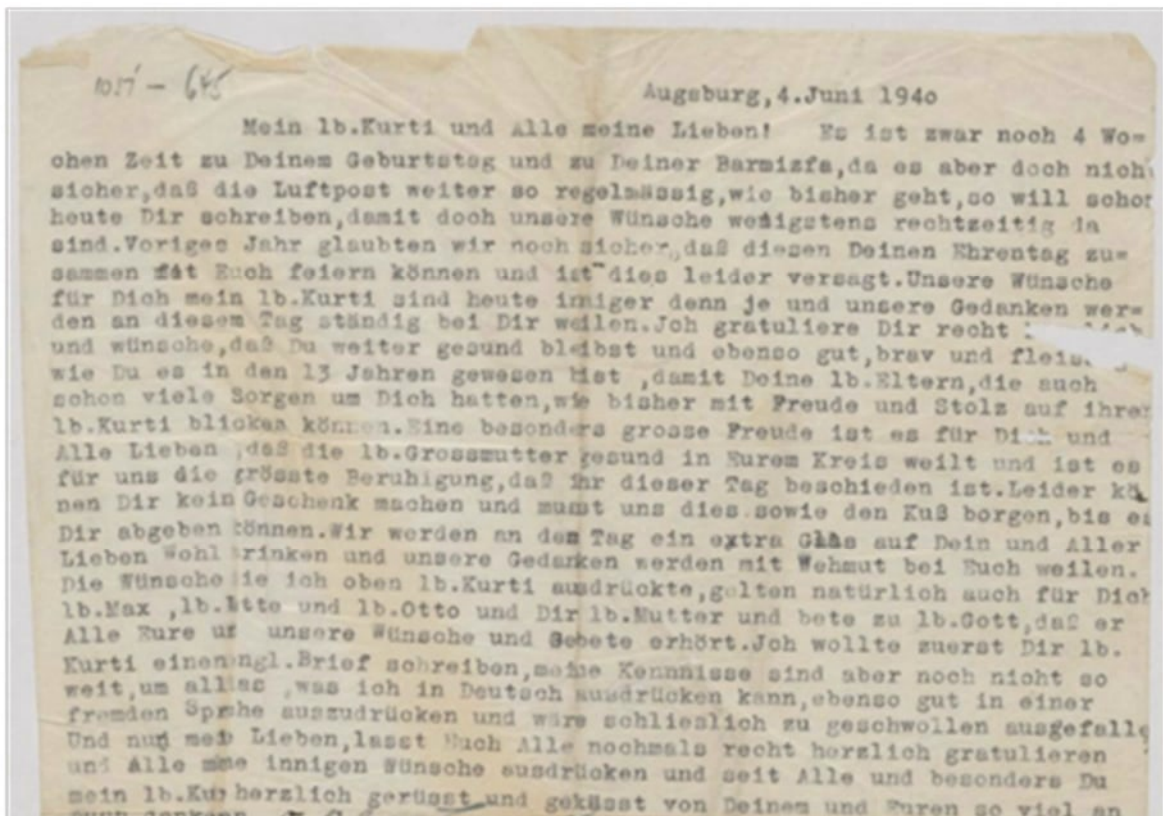 1057 - 645
Augsburg,4.Juni 1940
Mein lb.Kurti und Alle meine Lieben! Es ist zwar noch 4 Wo=
chen Zeit zu Deinem Geburtstag und zu Deiner Barmizfa,da es aber doch nich
sicher,daß die Luftpost weiter so regelmässig,wie bisher geht,so will schon
heute Dir schreiben,damit doch unsere Wünsche wenigstens rechtzeitig da
sind.Voriges Jahr glaubten wir noch sicher,daß diesen Deinen Ehrentag zu=
sammen mit Euch feiern können und ist dies leider versagt.Unsere Wünsche
für Dich mein lb.Kurti sind heute inniger denn je und unsere Gedanken wer=
den an diesem Tag ständig bei Dir weilen.Joh gratuliere Dir recht
und wünsche,daß Du weiter gesund bleibst und ebenso gut,brav und fleis
wie Du es in den 13 Jahren gewesen bist ,damit Deine lb.Eltern,die auch
schon viele Sorgen um Dich hatten,wie bisher mit Freude und Stolz auf ihren
lb.Kurti blicken können.Eine besonders grosse Freude ist es für Dich und
Alle Lieben ,daß die lb.Grossmutter gesund in Eurem Kreis weilt und ist es
für uns die grösste Beruhigung,daß ihr dieser Tag beschieden ist.Leider kö
nen Dir kein Geschenk machen und musst uns dies sowie den Kuß borgen,bis es
Dir abgeben können.Wir werden an dem Tag ein extra Glas auf Dein und Aller
Lieben Wohl trinken und unsere Gedanken werden mit Wehmut bei Euch weilen.
Die Wünsche die ich oben lb.Kurti ausdrückte,gelten natürlich auch für Dich
lb.Max ,lb. und lb.Otto und Dir lb.Mutter und bete zu lb.Gott,daß er
Alle Eure u unsere Wünsche und Gebete erhört.Joh wollte zuerst Dir lb.
Kurti einen ngl.Brief schreiben,meine Kennnisse sind aber noch nicht so
weit,um alles ,was ich in Deutsch ausdrücken kann,ebenso gut in einer
fremden Sprahe auszudrücken und wäre schlieslich zu geschwollen ausgefalle
Und nun mein Lieben,lasst Euch Alle nochmals recht herzlich gratulieren
und Alle mine innigen Wünsche ausdrücken und seit Alle und besonders Du
mein lb.Kur herzlich gerüsst und geküsst von Deinem und Euren so viel an